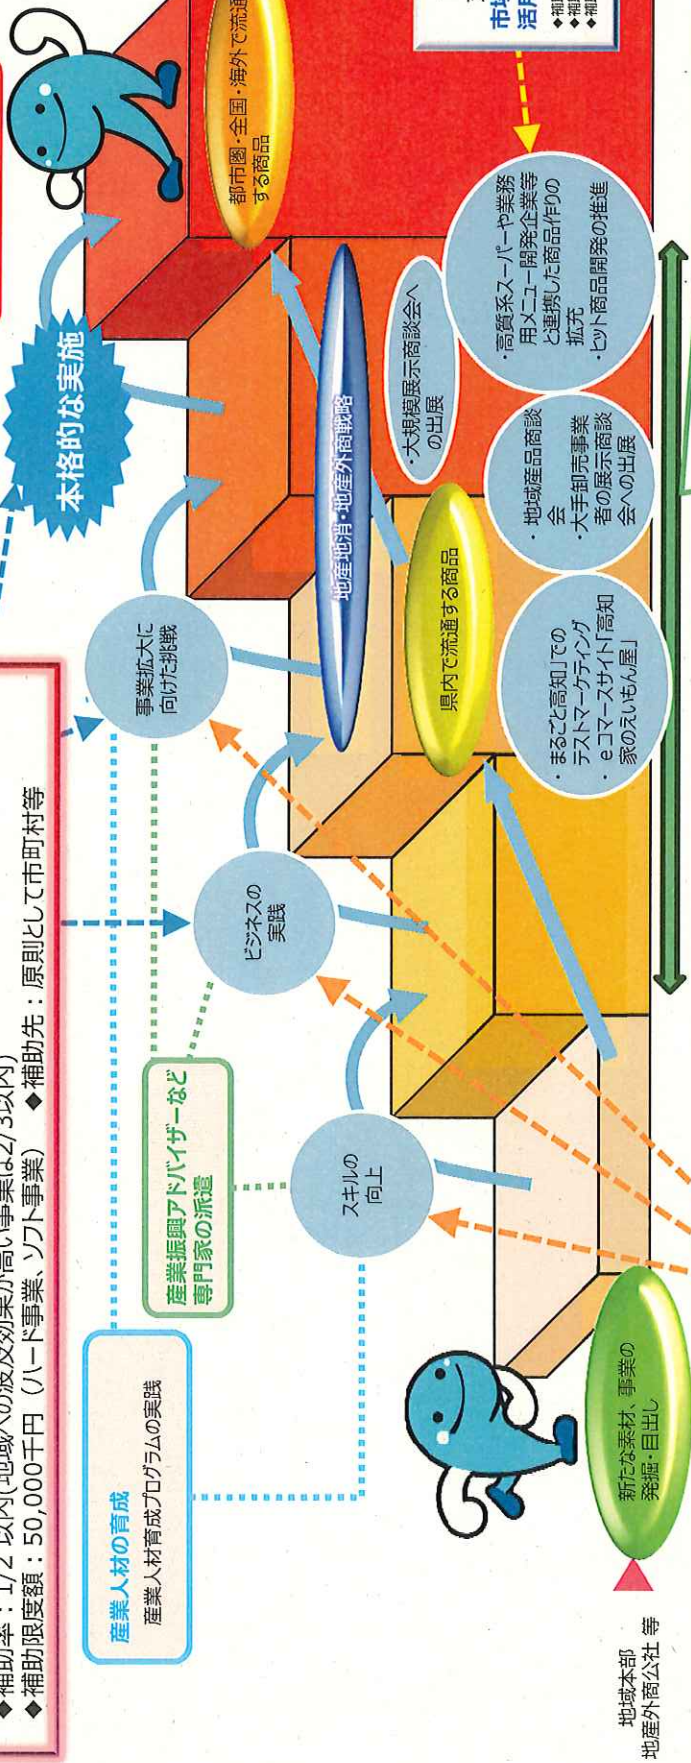 ◆補助率：1/2 以内(地域への波及効果が高い事業は2/3以内)
◆補助限度額：50,000千円（ハード事業、ソフト事業）　◆補助先：原則として市町村等
産業人材の育成
産業人材育成プログラムの実践
産業振興アドバイザーなど
専門家の派遣
スキルの
向上
ビジネスの
実践
事業拡大に
向けた挑戦
本格的な実施
地域本部
地産外商公社 等
新たな素材、事業の
発掘・目出し
県内で流通する商品
地産地消・地産外商戦略
都市圏・全国・海外で流通
する商品
・まるごと高知」での
テストマーケティング
・eコマースサイト「高知
家のえいもん屋」
・地域産品商談
会
・大手卸売事業
者の展示商談
会への出展
・大規模展示商談会へ
の出展
・高質系スーパーや業務
用メニュー開発企業等
と連携した商品作りの
拡充
・ヒット商品開発の推進
市場
活用
◆補
◆補
◆補